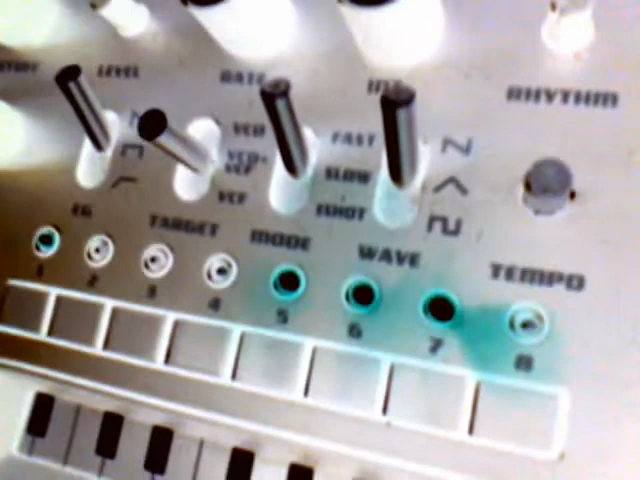 LEVEL
RATE
INT
RHYTHM
VCO
VCO+
VCF
VCF
FAST
SLOW
1SHOT
EG
TARGET
MODE
WAVE
TEMPO
1 2 3 4 5 6 7 8